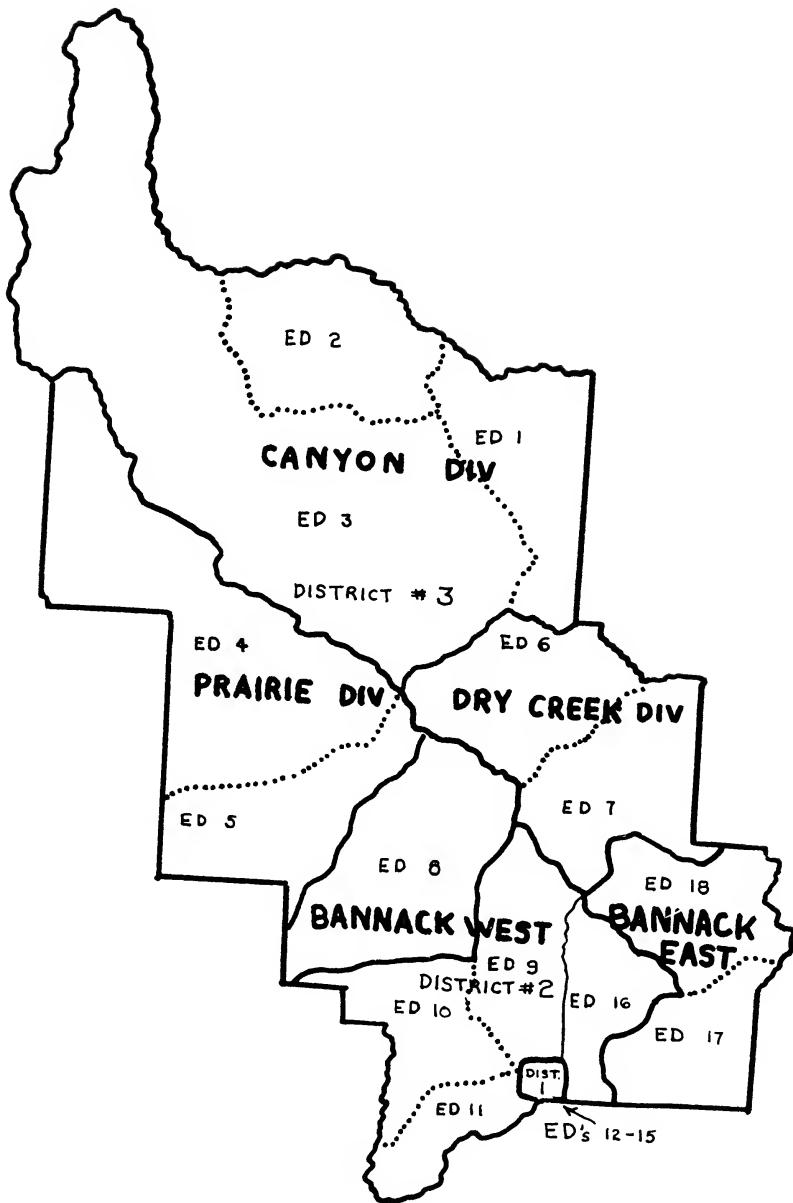 ED 2
ED 1
CANYON DIV
ED 3
DISTRICT # 3
ED 4
ED 6
PRAIRIE DIV
DRY CREEK DIV
ED 5
ED 7
ED 8
ED 18
BANNACK WEST
BANNACK
EAST
ED 9
DISTRICT #2
ED 10
ED 16
ED 17
DIST.
1
ED 11
ED's 12-15